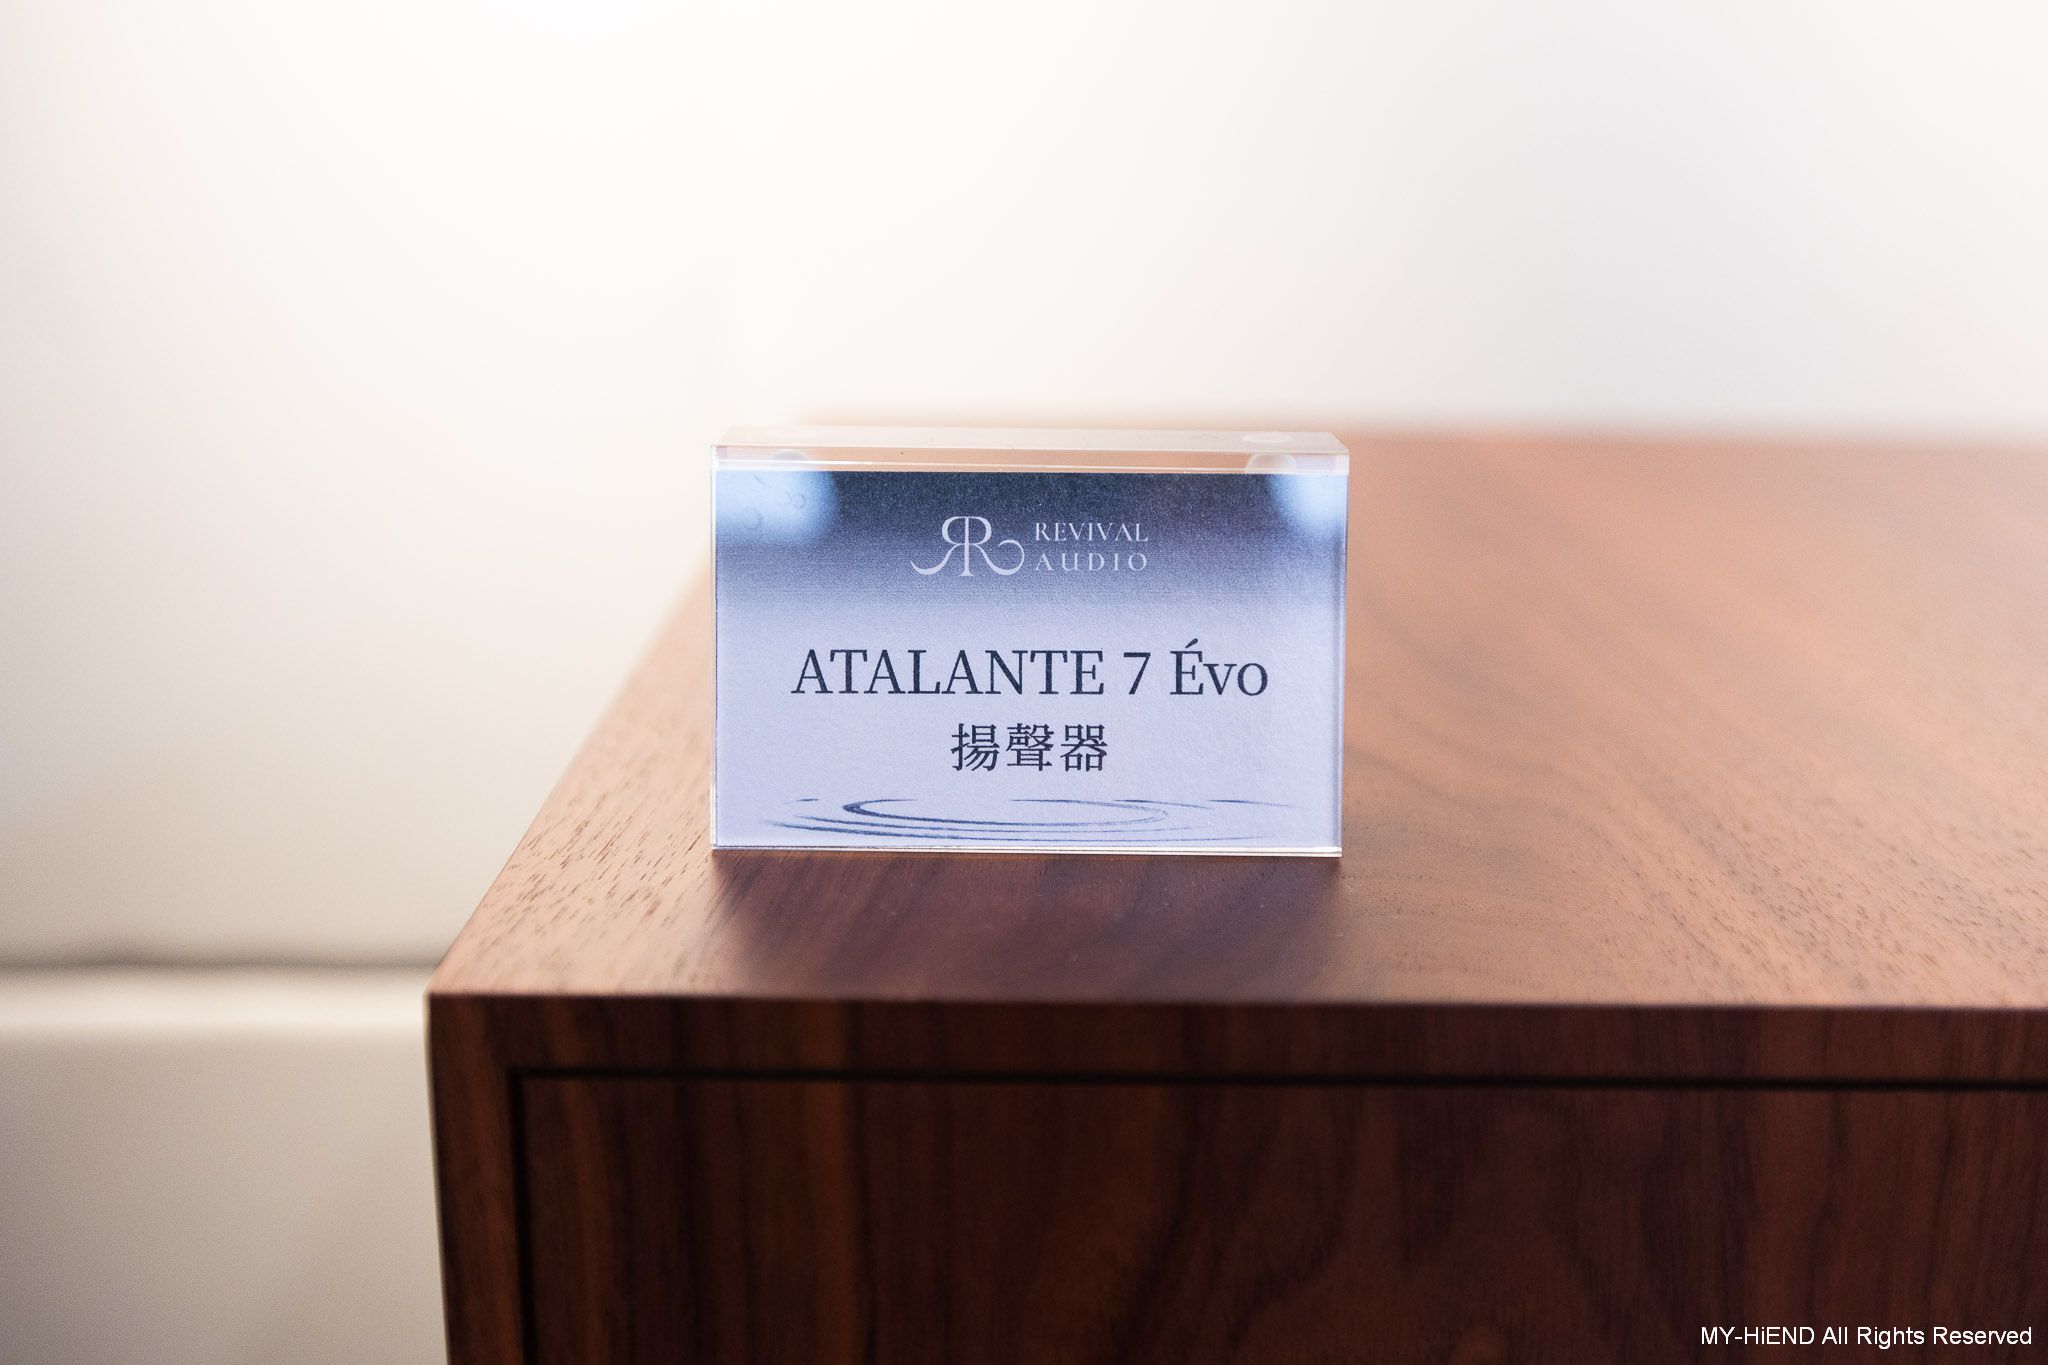 REVIVAL
AUDIO
ATALANTE 7 Évo
揚聲器
MY-HiEND All Rights Reserved